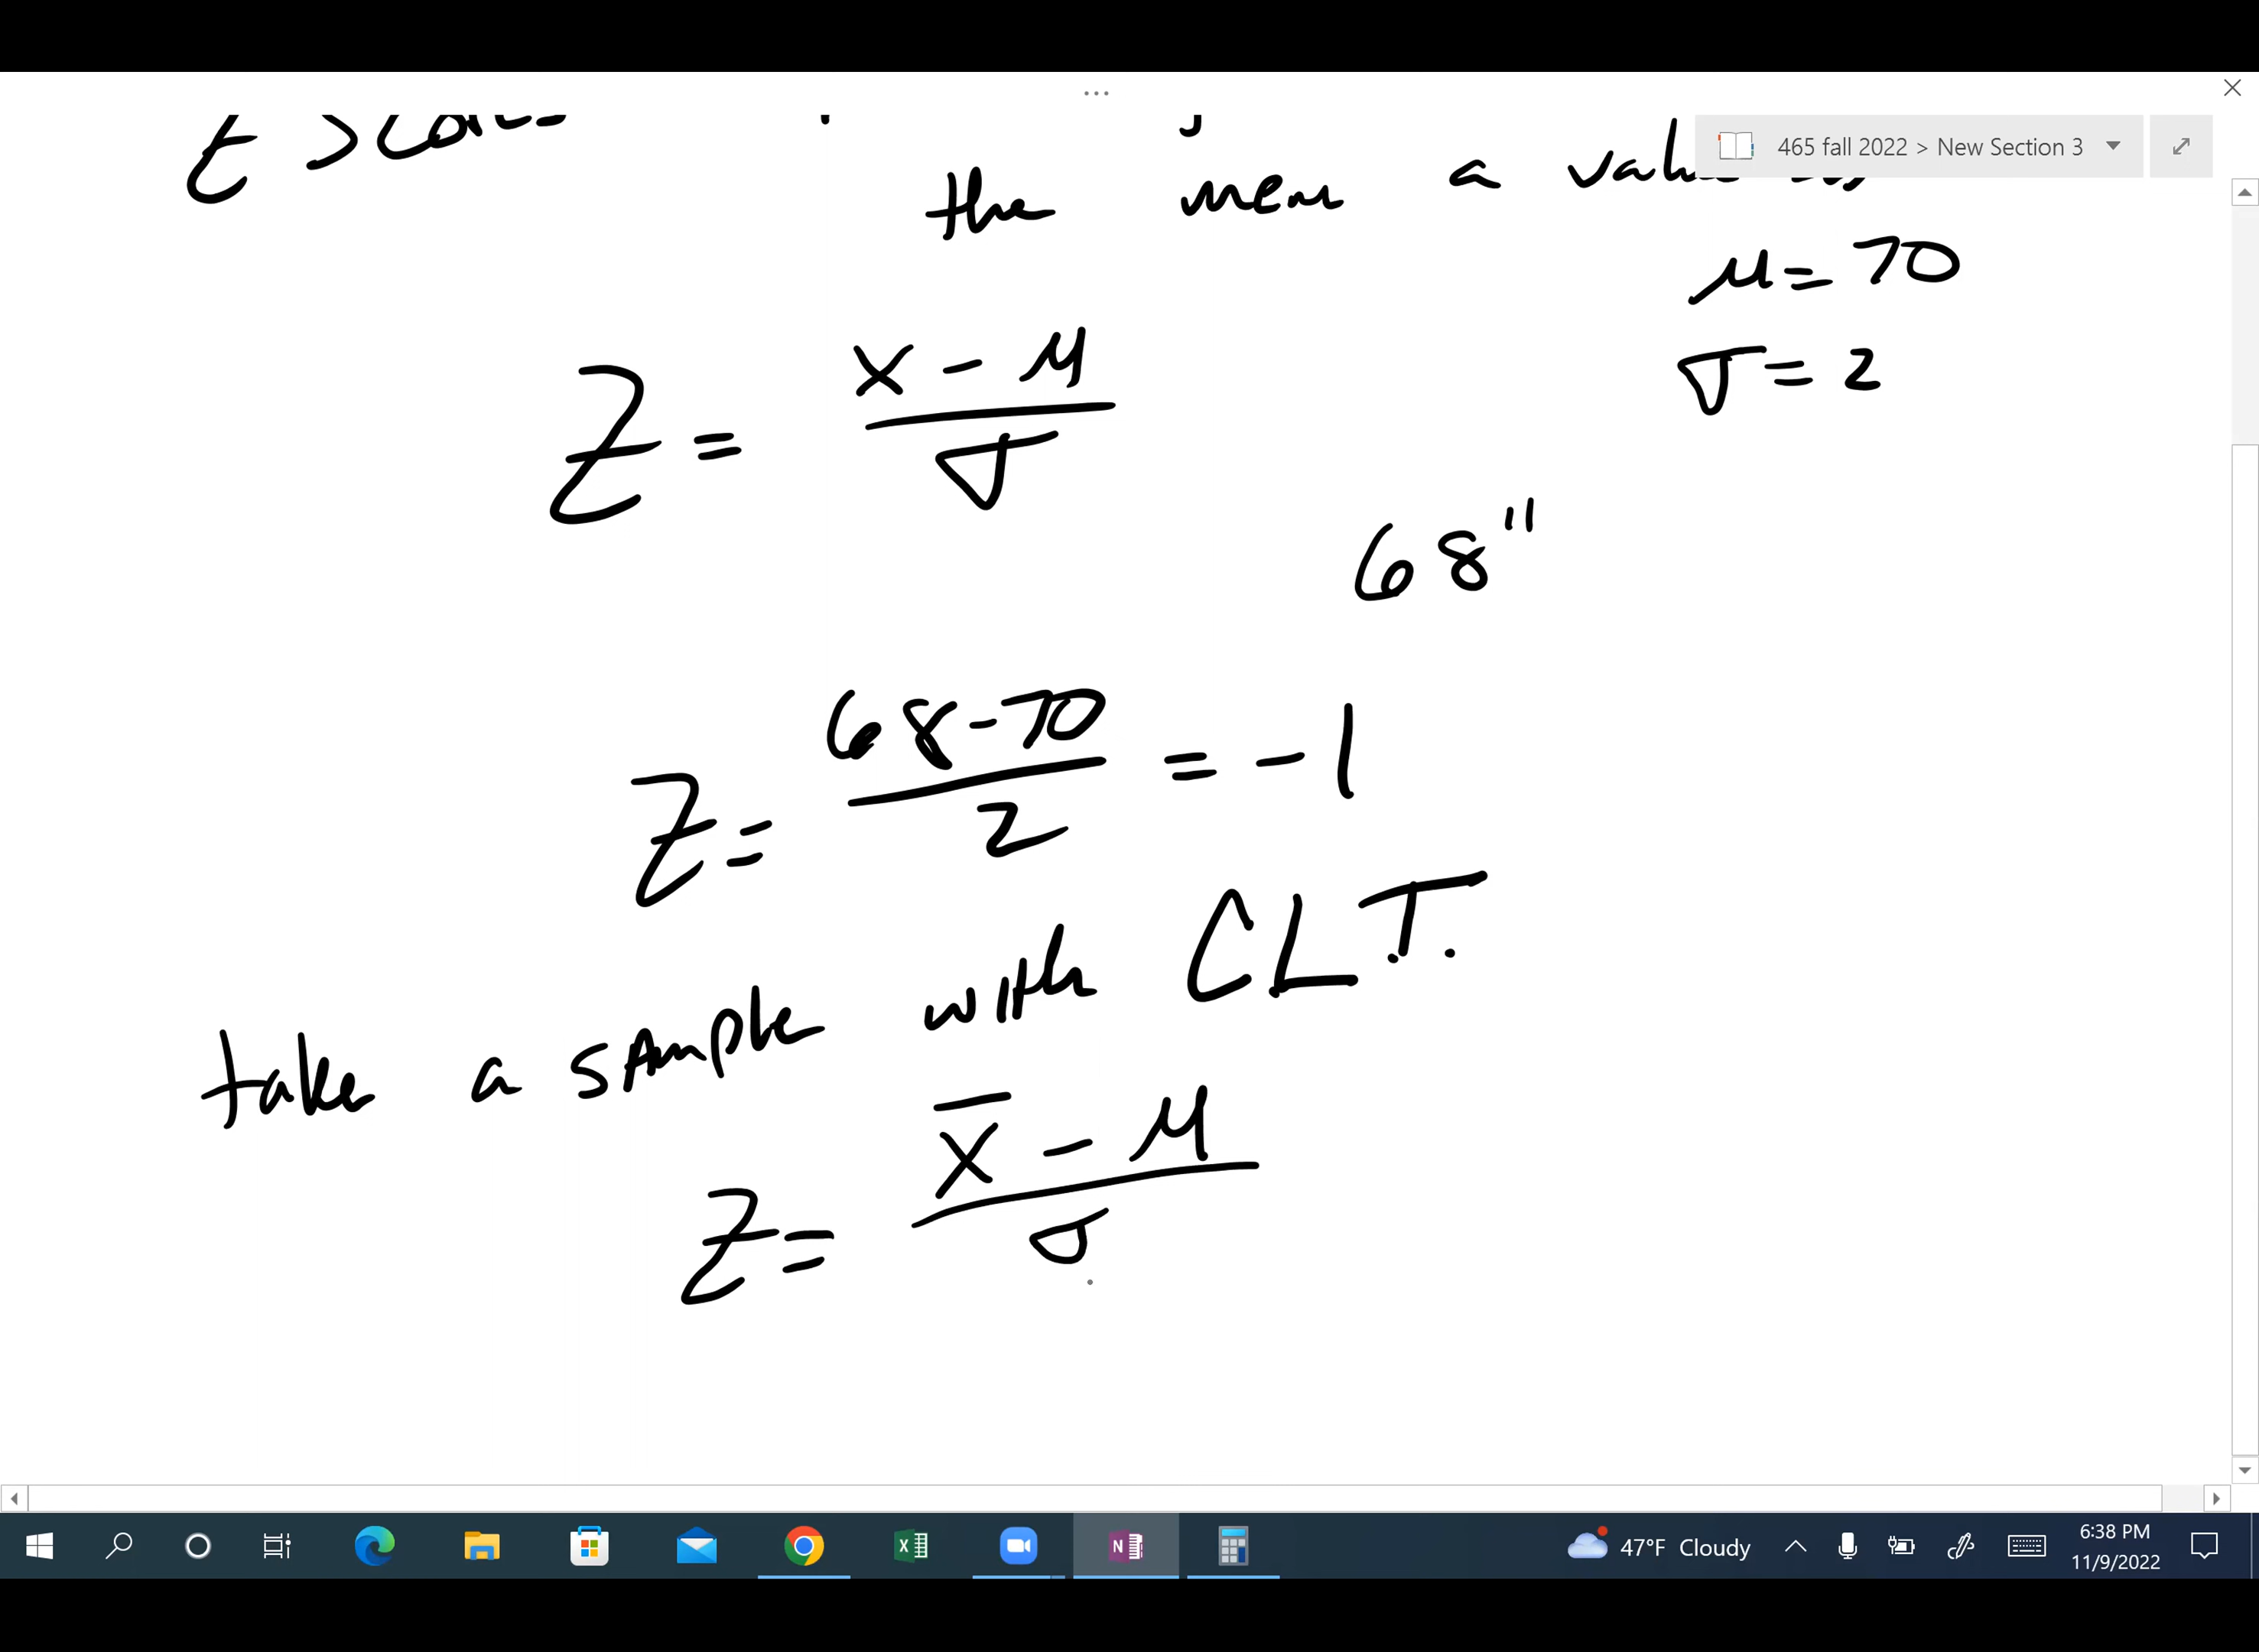 the mean a
465 fall 2022 > New Section 3
μ = 70
σ = 2
Z = (x - μ) / σ
68"
Z = (68 - 70) / 2 = -1
take a sample with CLT.
Z = (x̄ - μ) / σ
47°F Cloudy
6:38 PM
11/9/2022